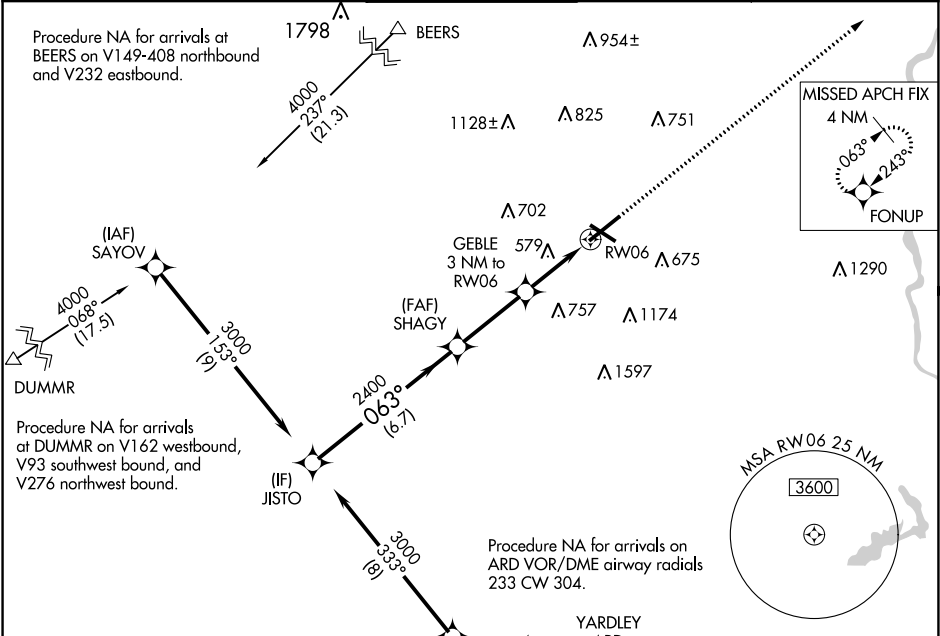 Procedure NA for arrivals at
BEERS on V149-408 northbound
and V232 eastbound.
1798
BEERS
954±
4000
237°
(21.3)
1128±
825
751
MISSED APCH FIX
4 NM
063°
243°
FONUP
702
(IAF)
SAYOV
GEBLE
3 NM to
RW06
579
RW06
675
1290
4000
068°
(17.5)
DUMMR
3000
153°
(9)
(FAF)
SHAGY
757
1174
1597
2400
063°
(6.7)
Procedure NA for arrivals
at DUMMR on V162 westbound,
V93 southwest bound, and
V276 northwest bound.
(IF)
JISTO
MSA RW06 25 NM
3600
3000
333°
(8)
Procedure NA for arrivals on
ARD VOR/DME airway radials
233 CW 304.
YARDLEY